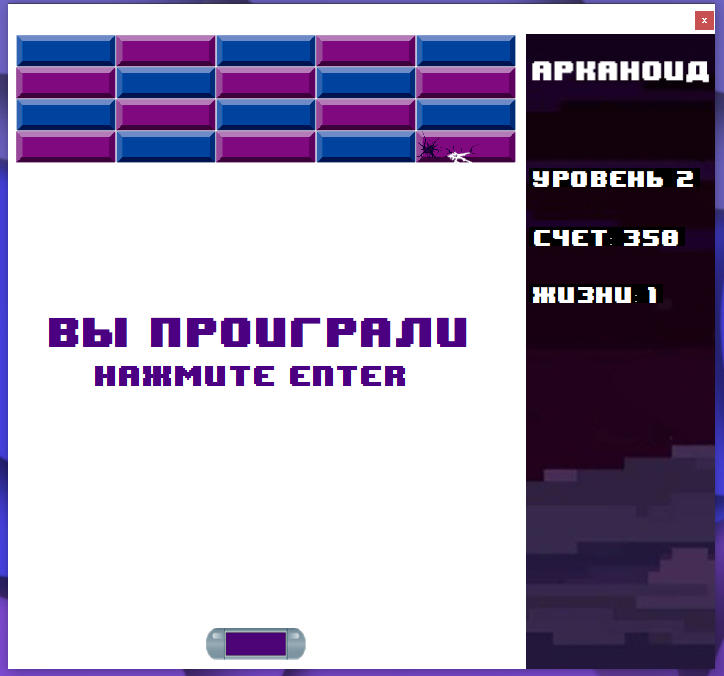 x
АРКАНОИД
УРОВЕНЬ 2
СЧЕТ: 350
ЖИЗНИ: 1
ВЫ ПРОИГРАЛИ
НАЖМИТЕ ENTER